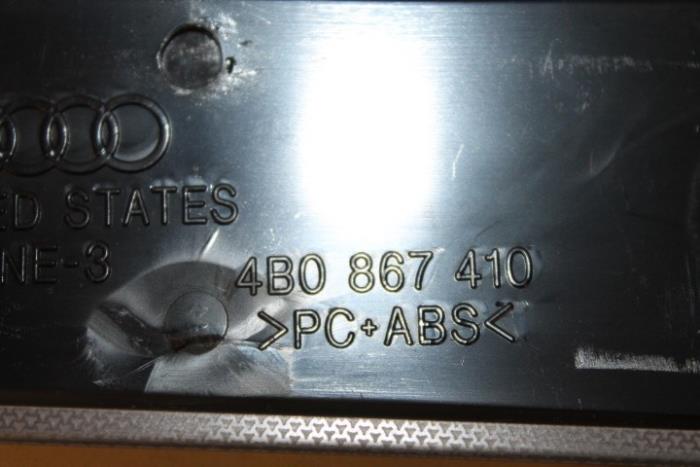 ED STATES
NE-3
4B0 867 410
>PC+ABS<